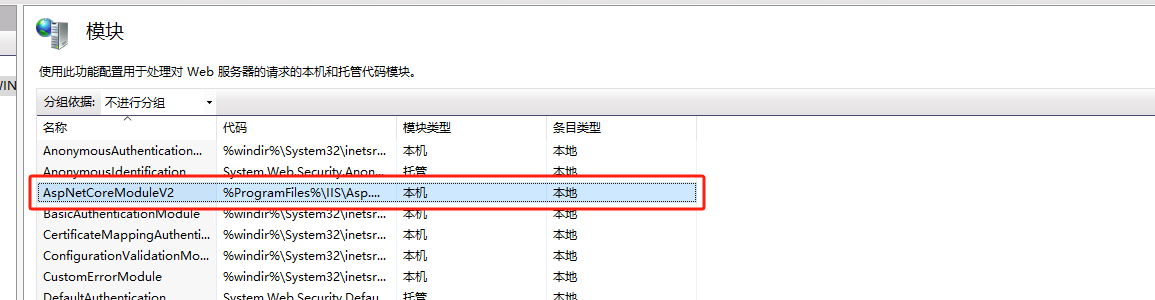 模块
使用此功能配置用于处理对 Web 服务器的请求的本机和托管代码模块。
WIN
分组依据: 不进行分组
名称 代码 模块类型 条目类型
AnonymousAuthentication... %windir%\System32\inetsr... 本机 本地
AnonymousIdentification System.Web.Security.Anon... 托管 本地
AspNetCoreModuleV2 %ProgramFiles%\IIS\Asp.... 本机 本地
BasicAuthenticationModule %windir%\System32\inetsr... 本机 本地
CertificateMappingAuthenti... %windir%\System32\inetsr... 本机 本地
ConfigurationValidationMo... %windir%\System32\inetsr... 本机 本地
CustomErrorModule %windir%\System32\inetsr... 本机 本地
DefaultAuthentication System.Web.Security.Defau... 托管 本地